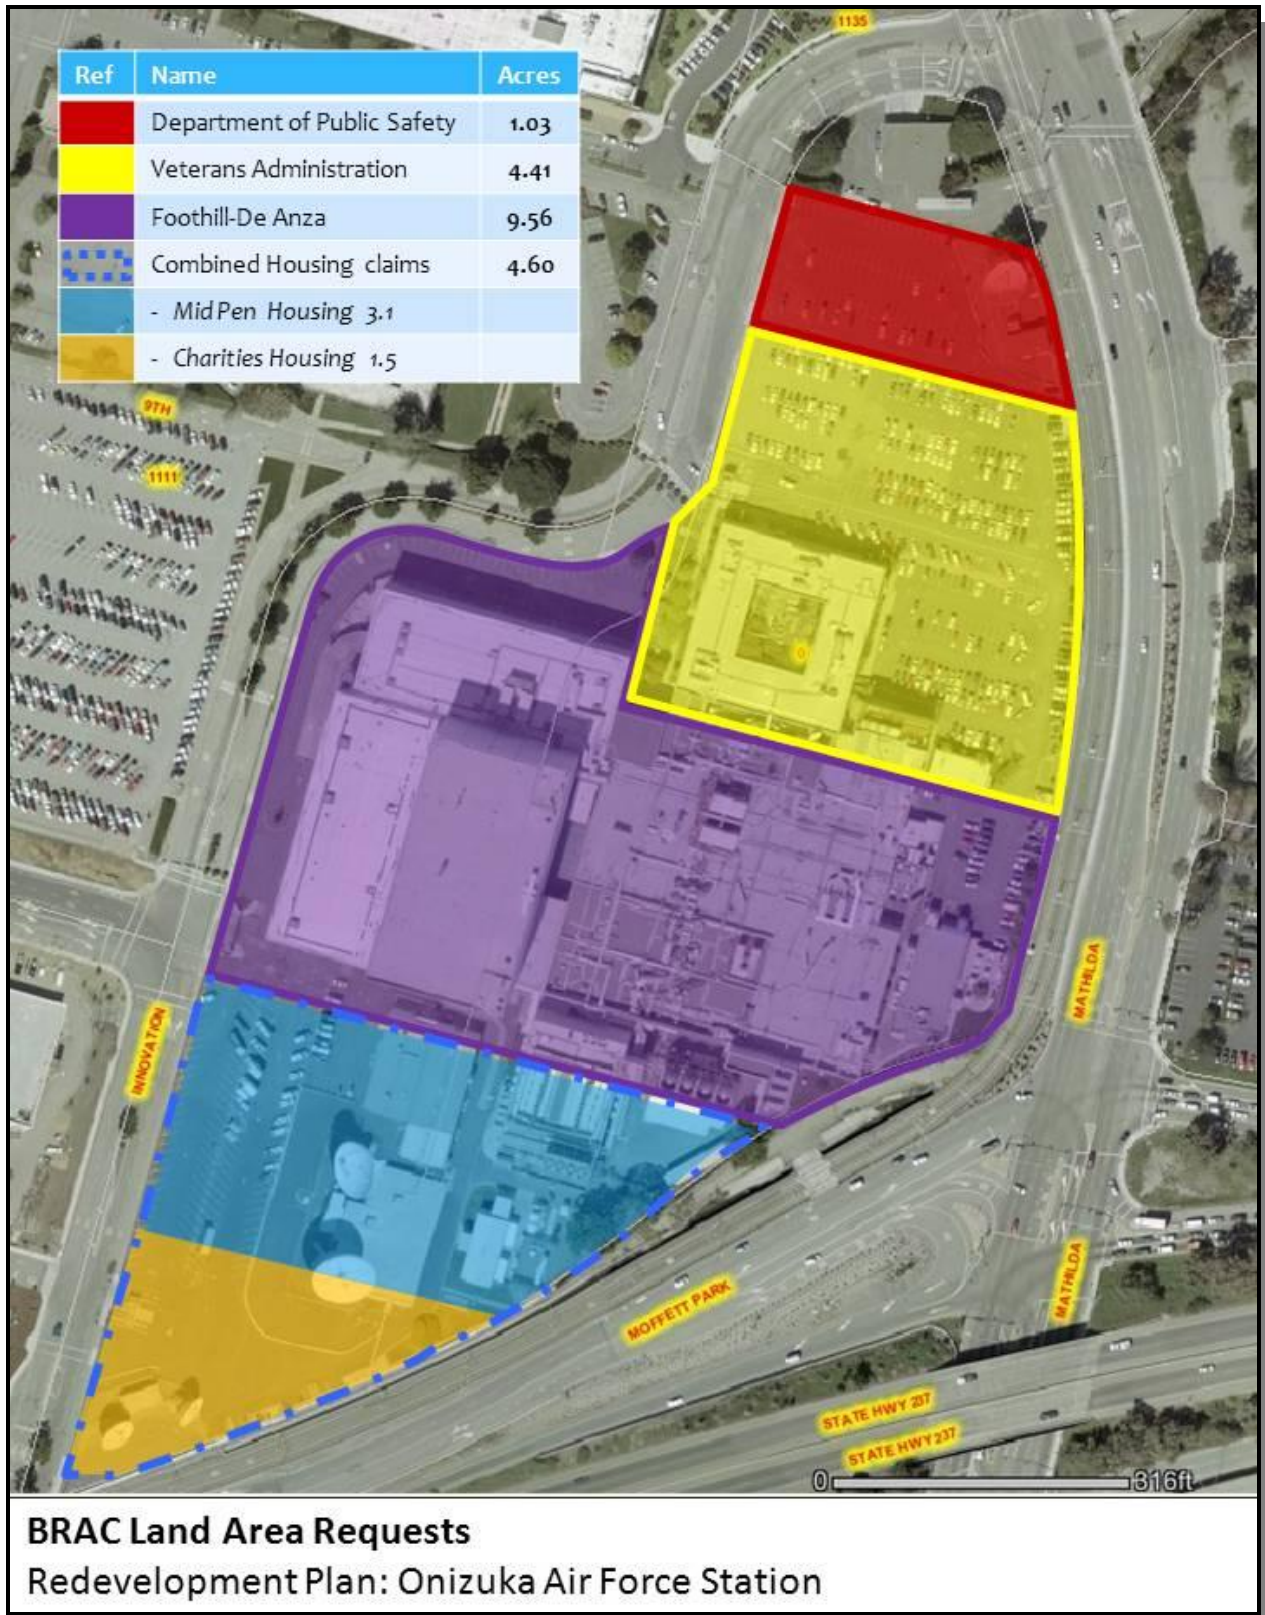 1135
Ref Name Acres
Department of Public Safety 1.03
Veterans Administration 4.41
Foothill-De Anza 9.56
Combined Housing claims 4.60
- Mid Pen Housing 3.1
- Charities Housing 1.5
9TH
1111
0
MATHILDA
INNOVATION
MATHILDA
MOFFETT PARK
STATE HWY 237
STATE HWY 237
0 316ft
BRAC Land Area Requests
Redevelopment Plan: Onizuka Air Force Station